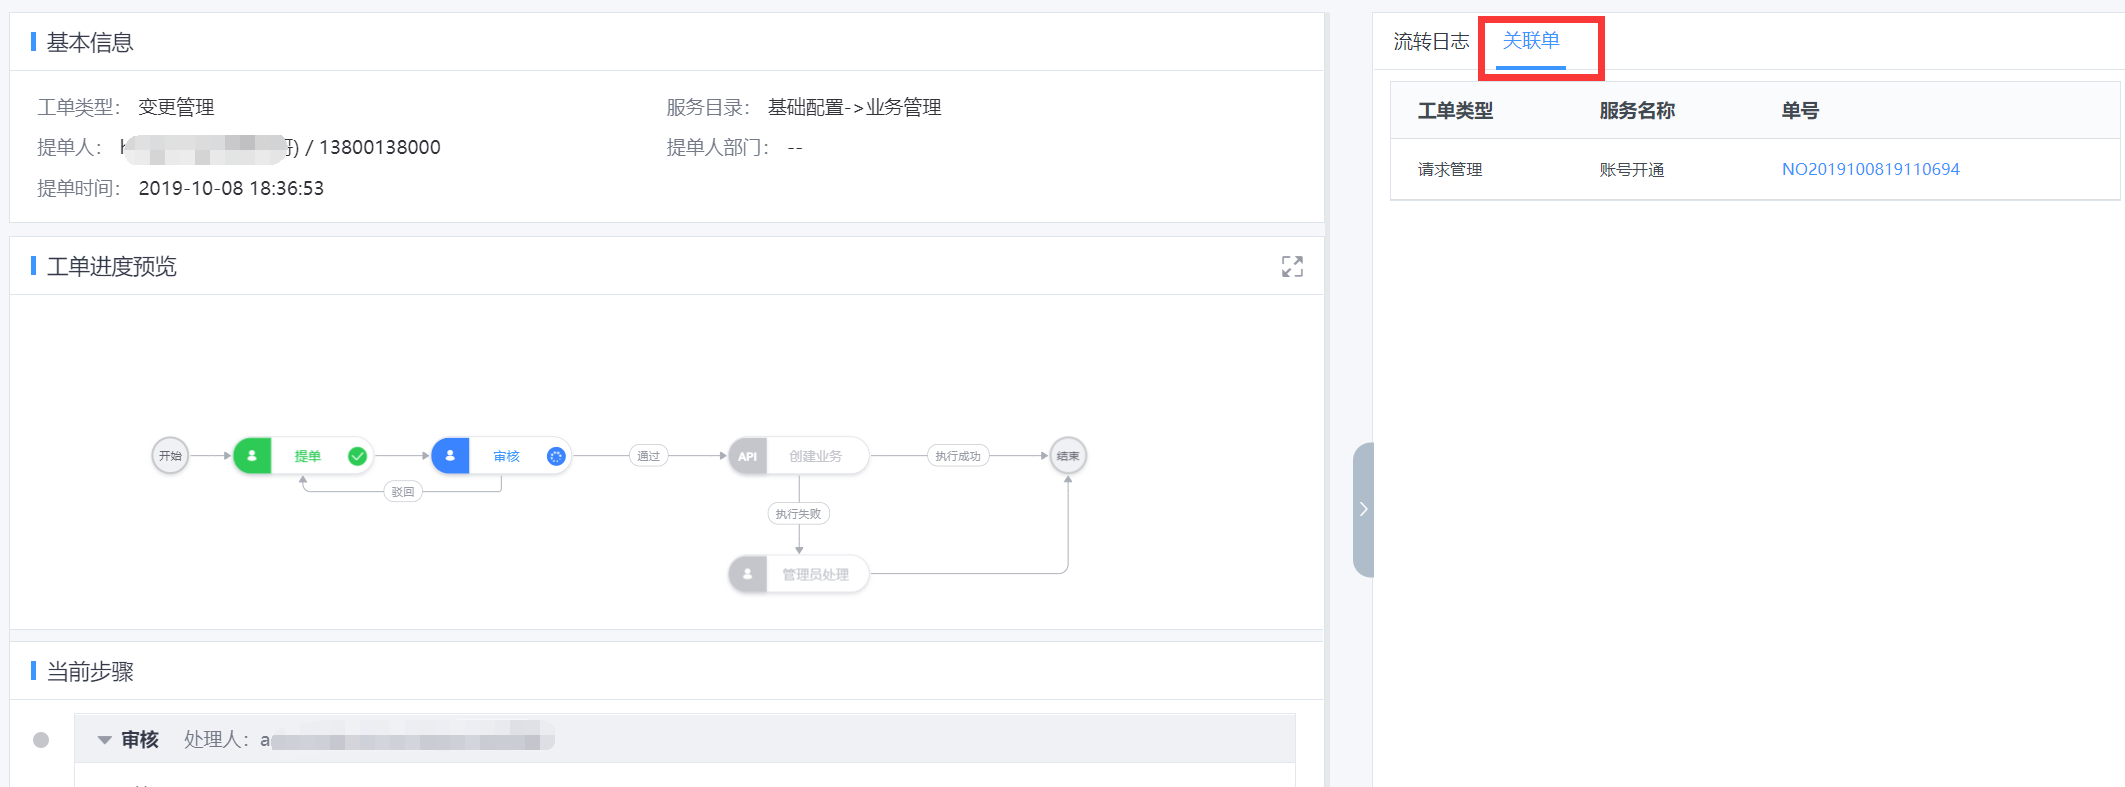 基本信息
工单类型： 变更管理
服务目录： 基础配置->业务管理
提单人： ) / 13800138000
提单人部门： --
提单时间： 2019-10-08 18:36:53
工单进度预览
开始
提单
审核
通过
API 创建业务
执行成功
结束
驳回
执行失败
管理员处理
当前步骤
审核 处理人： a
流转日志 关联单
工单类型 服务名称 单号
请求管理 账号开通 NO2019100819110694